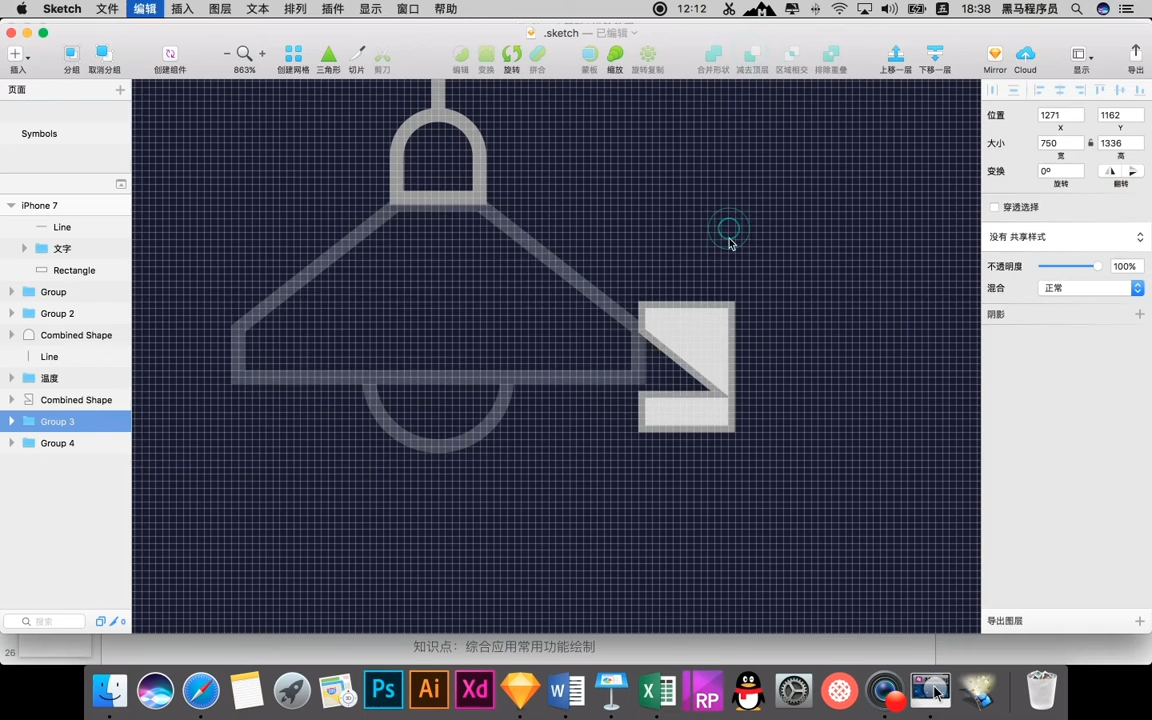 Sketch 文件 编辑 插入 图层 文本 排列 插件 显示 窗口 帮助 12:12 18:38 黑马程序员
.sketch — 已编辑
863%
插入 分组 取消分组 创建组件 创建网格 三角形 切片 剪刀 编辑 变换 旋转 拼合 蒙板 缩放 旋转复制 合并形状 减去顶层 区域相交 排除重叠 上移一层 下移一层 Mirror Cloud 显示 导出
页面
Symbols
iPhone 7
Line
文字
Rectangle
Group
Group 2
Combined Shape
Line
温度
Combined Shape
Group 3
Group 4
搜索 0
位置 1271 1162
X Y
大小 750 1336
宽 高
变换 0º
旋转 翻转
穿透选择
没有 共享样式
不透明度 100%
混合 正常
阴影
导出图层
26 知识点：综合应用常用功能绘制
Ps Ai Xd W X RP